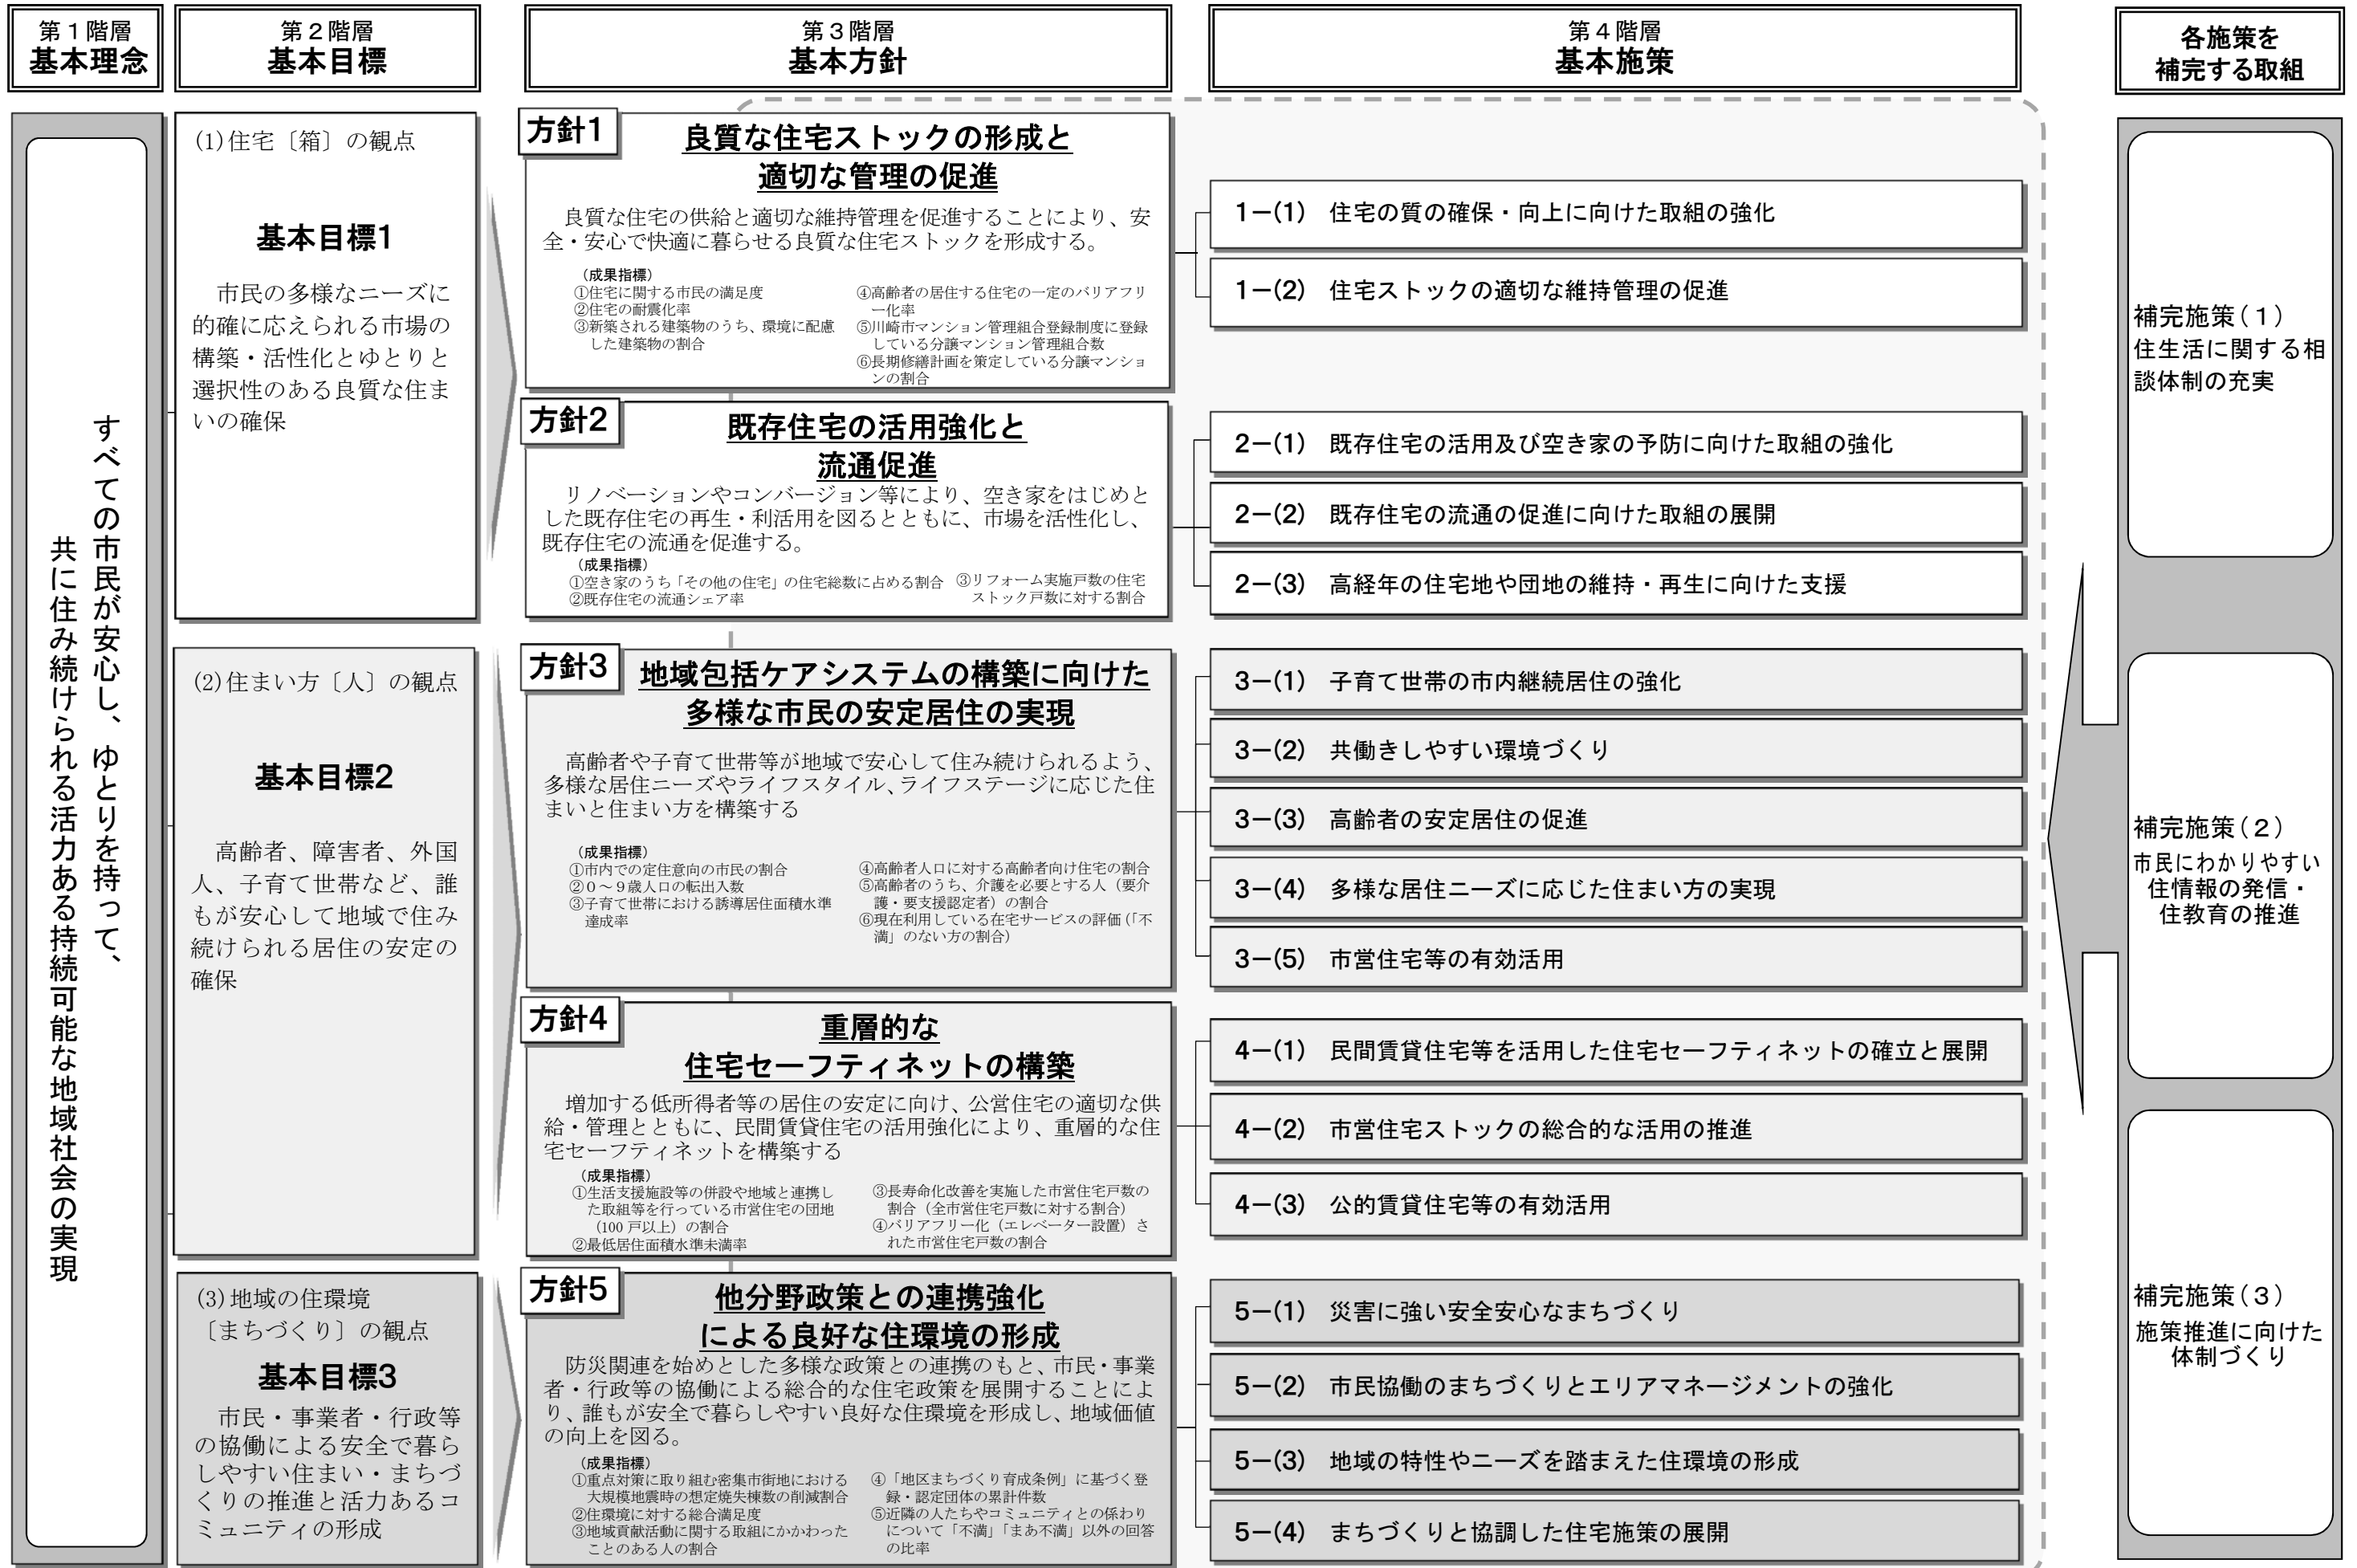 第１階層
基本理念
第２階層
基本目標
第３階層
基本方針
第４階層
基本施策
各施策を
補完する取組
すべての市民が安心し、ゆとりを持って、
共に住み続けられる活力ある持続可能な地域社会の実現
(1)住宅〔箱〕の観点
基本目標1
市民の多様なニーズに
的確に応えられる市場の
構築・活性化とゆとりと
選択性のある良質な住ま
いの確保
方針1
良質な住宅ストックの形成と
適切な管理の促進
良質な住宅の供給と適切な維持管理を促進することにより、安
全・安心で快適に暮らせる良質な住宅ストックを形成する。
（成果指標）
①住宅に関する市民の満足度
②住宅の耐震化率
③新築される建築物のうち、環境に配慮
した建築物の割合
④高齢者の居住する住宅の一定のバリアフリ
ー化率
⑤川崎市マンション管理組合登録制度に登録
している分譲マンション管理組合数
⑥長期修繕計画を策定している分譲マンショ
ンの割合
1－(1)　住宅の質の確保・向上に向けた取組の強化
1－(2)　住宅ストックの適切な維持管理の促進
方針2
既存住宅の活用強化と
流通促進
リノベーションやコンバージョン等により、空き家をはじめと
した既存住宅の再生・利活用を図るとともに、市場を活性化し、
既存住宅の流通を促進する。
（成果指標）
①空き家のうち「その他の住宅」の住宅総数に占める割合
②既存住宅の流通シェア率
③リフォーム実施戸数の住宅
ストック戸数に対する割合
2－(1)　既存住宅の活用及び空き家の予防に向けた取組の強化
2－(2)　既存住宅の流通の促進に向けた取組の展開
2－(3)　高経年の住宅地や団地の維持・再生に向けた支援
(2)住まい方〔人〕の観点
基本目標2
高齢者、障害者、外国
人、子育て世帯など、誰
もが安心して地域で住み
続けられる居住の安定の
確保
方針3
地域包括ケアシステムの構築に向けた
多様な市民の安定居住の実現
高齢者や子育て世帯等が地域で安心して住み続けられるよう、
多様な居住ニーズやライフスタイル、ライフステージに応じた住
まいと住まい方を構築する
（成果指標）
①市内での定住意向の市民の割合
②０～９歳人口の転出入数
③子育て世帯における誘導居住面積水準
達成率
④高齢者人口に対する高齢者向け住宅の割合
⑤高齢者のうち、介護を必要とする人（要介
護・要支援認定者）の割合
⑥現在利用している在宅サービスの評価（「不
満」のない方の割合）
3－(1)　子育て世帯の市内継続居住の強化
3－(2)　共働きしやすい環境づくり
3－(3)　高齢者の安定居住の促進
3－(4)　多様な居住ニーズに応じた住まい方の実現
3－(5)　市営住宅等の有効活用
方針4
重層的な
住宅セーフティネットの構築
増加する低所得者等の居住の安定に向け、公営住宅の適切な供
給・管理とともに、民間賃貸住宅の活用強化により、重層的な住
宅セーフティネットを構築する
（成果指標）
①生活支援施設等の併設や地域と連携し
た取組等を行っている市営住宅の団地
（100 戸以上）の割合
②最低居住面積水準未満率
③長寿命化改善を実施した市営住宅戸数の
割合（全市営住宅戸数に対する割合）
④バリアフリー化（エレベーター設置）さ
れた市営住宅戸数の割合
4－(1)　民間賃貸住宅等を活用した住宅セーフティネットの確立と展開
4－(2)　市営住宅ストックの総合的な活用の推進
4－(3)　公的賃貸住宅等の有効活用
(3)地域の住環境
〔まちづくり〕の観点
基本目標3
市民・事業者・行政等
の協働による安全で暮ら
しやすい住まい・まちづ
くりの推進と活力あるコ
ミュニティの形成
方針5
他分野政策との連携強化
による良好な住環境の形成
防災関連を始めとした多様な政策との連携のもと、市民・事業
者・行政等の協働による総合的な住宅政策を展開することによ
り、誰もが安全で暮らしやすい良好な住環境を形成し、地域価値
の向上を図る。
（成果指標）
①重点対策に取り組む密集市街地における
大規模地震時の想定焼失棟数の削減割合
②住環境に対する総合満足度
③地域貢献活動に関する取組にかかわった
ことのある人の割合
④「地区まちづくり育成条例」に基づく登
録・認定団体の累計件数
⑤近隣の人たちやコミュニティとの係わり
について「不満」「まあ不満」以外の回答
の比率
5－(1)　災害に強い安全安心なまちづくり
5－(2)　市民協働のまちづくりとエリアマネージメントの強化
5－(3)　地域の特性やニーズを踏まえた住環境の形成
5－(4)　まちづくりと協調した住宅施策の展開
補完施策（１）
住生活に関する相
談体制の充実
補完施策（２）
市民にわかりやすい
住情報の発信・
住教育の推進
補完施策（３）
施策推進に向けた
体制づくり